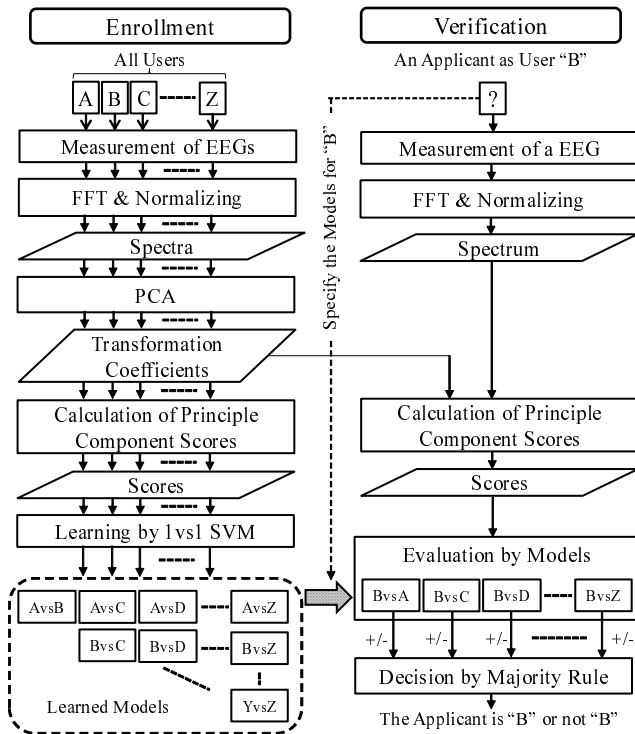 Enrollment
All Users
A B C Z
Measurement of EEGs
FFT & Normalizing
Spectra
PCA
Transformation
Coefficients
Calculation of Principle
Component Scores
Scores
Learning by 1vs1 SVM
AvsB AvsC AvsD AvsZ
BvsC BvsD BvsZ
YvsZ
Learned Models
Specify the Models for “B”
Verification
An Applicant as User “B”
?
Measurement of a EEG
FFT & Normalizing
Spectrum
Calculation of Principle
Component Scores
Scores
Evaluation by Models
BvsA BvsC BvsD BvsZ
+/- +/- +/- +/-
Decision by Majority Rule
The Applicant is “B” or not “B”